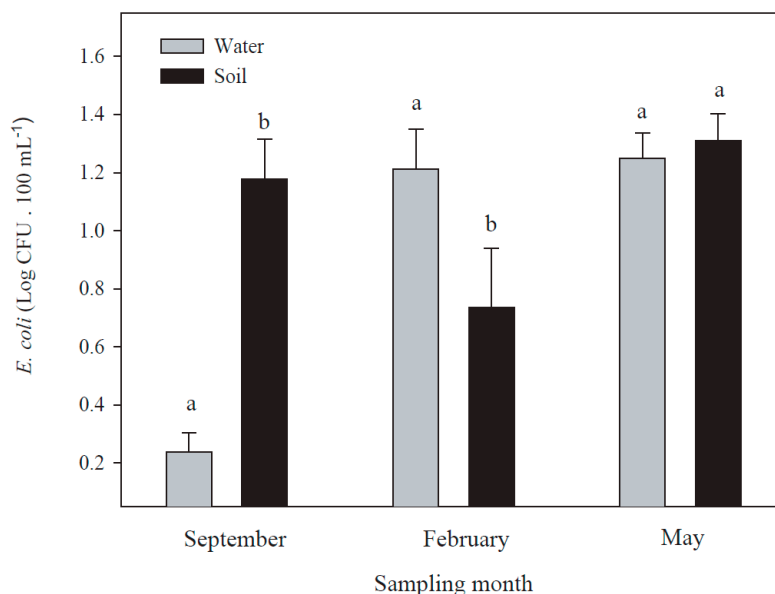 Water
Soil
1.6
1.4
1.2
1.0
0.8
0.6
0.4
0.2
E. coli (Log CFU . 100 mL⁻¹)
a
b
a
b
a
a
September
February
May
Sampling month